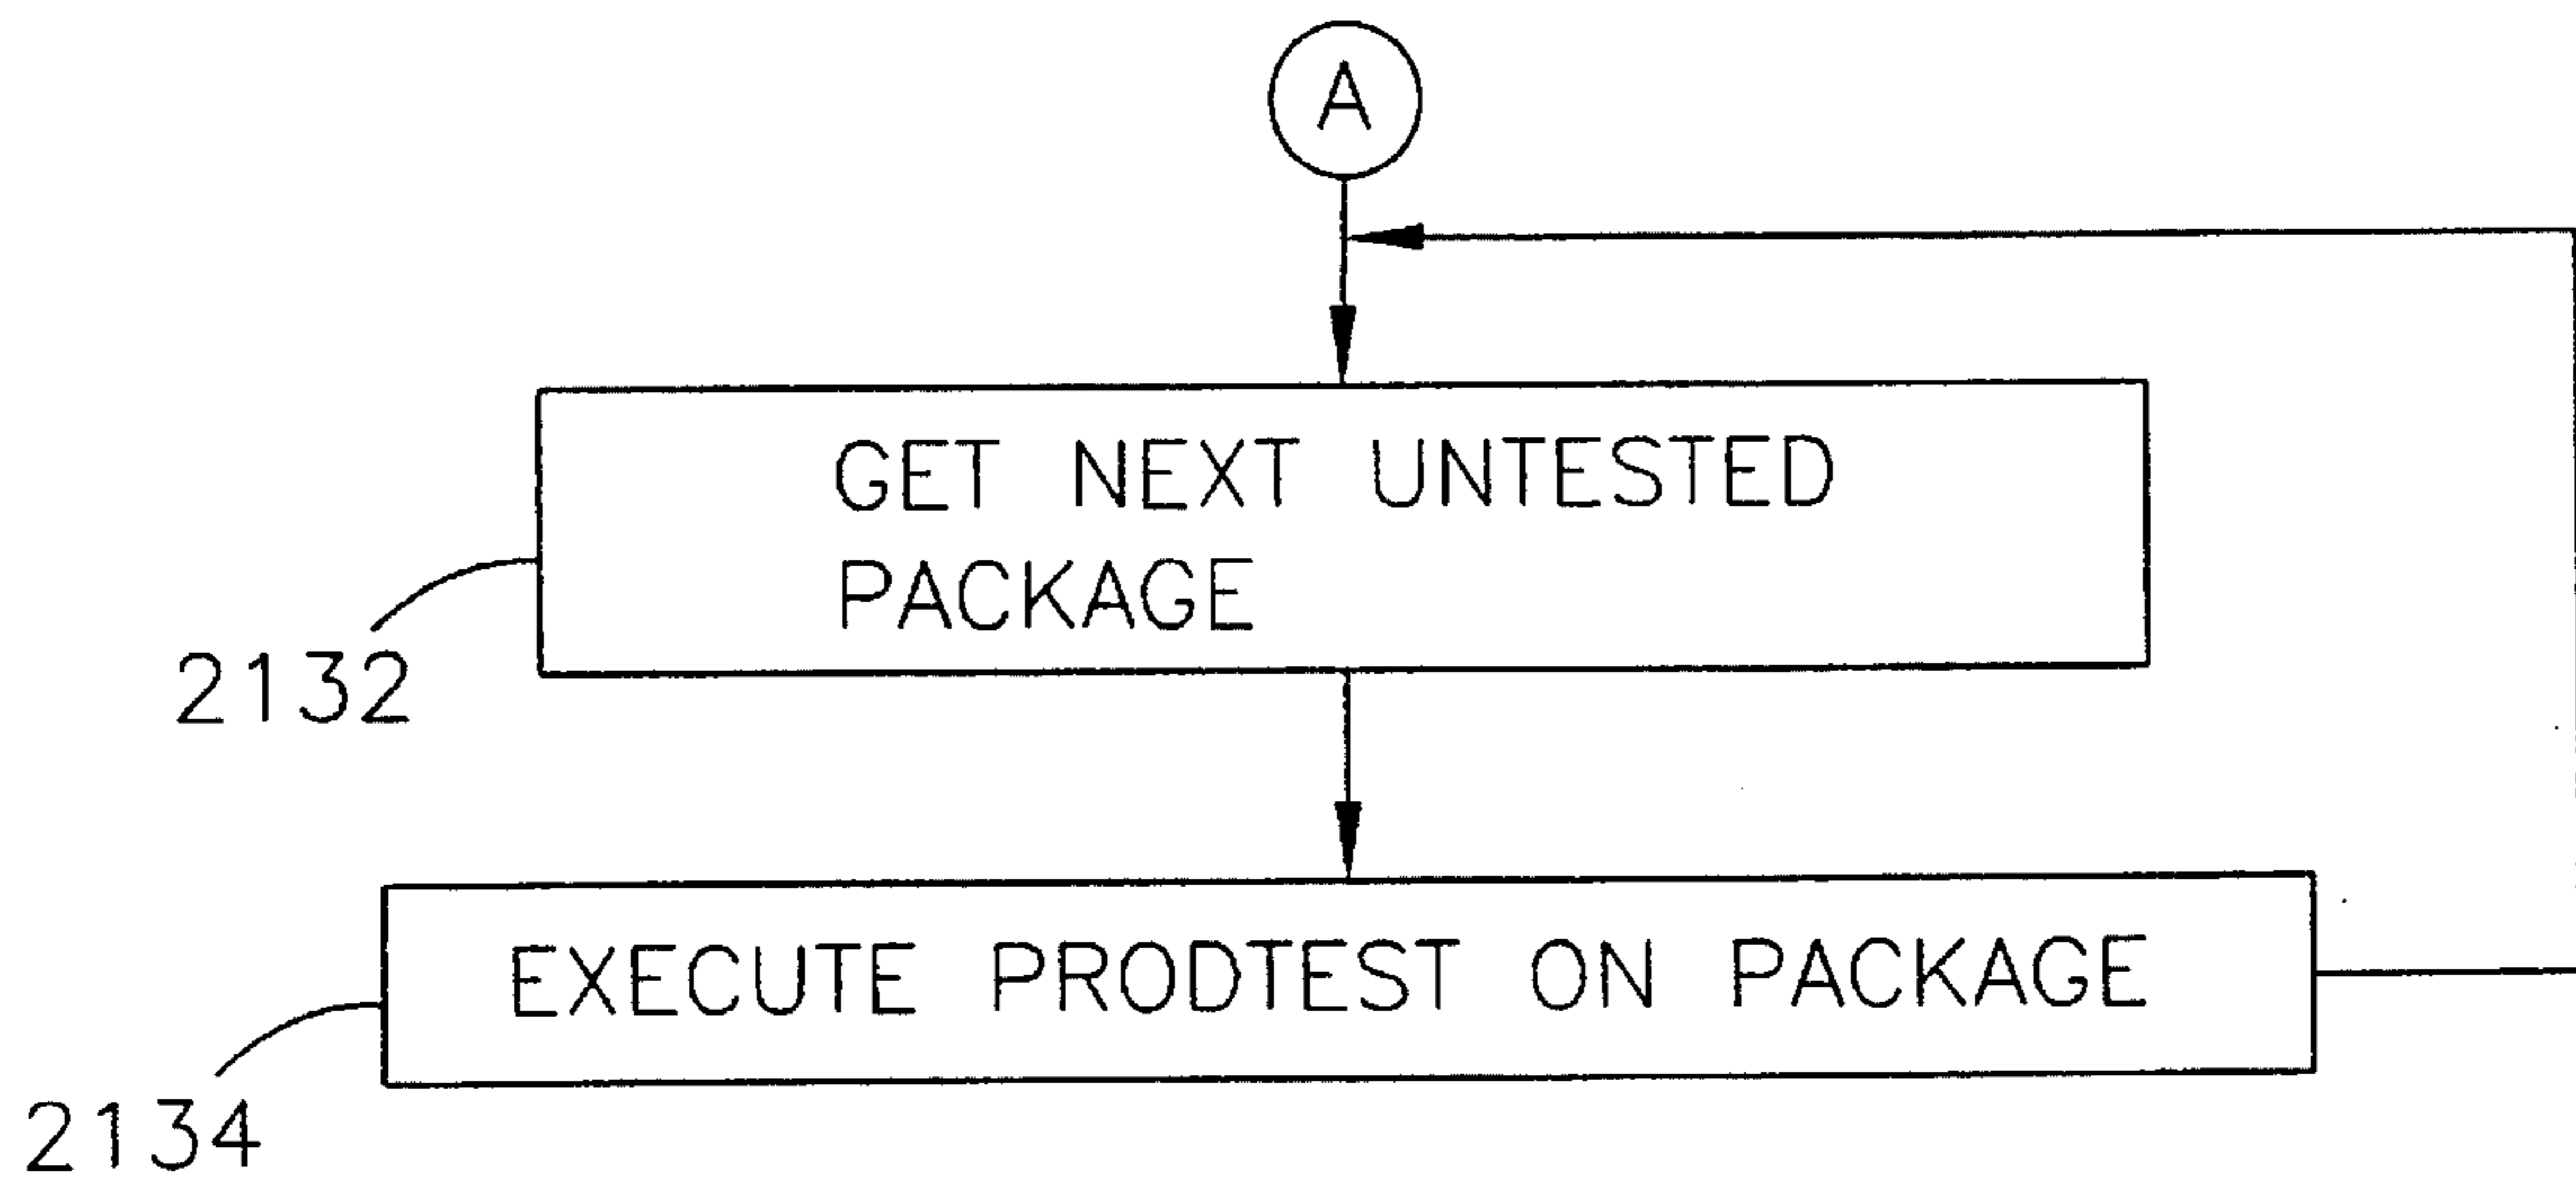 A
GET NEXT UNTESTED
PACKAGE
2132
EXECUTE PRODTEST ON PACKAGE
2134